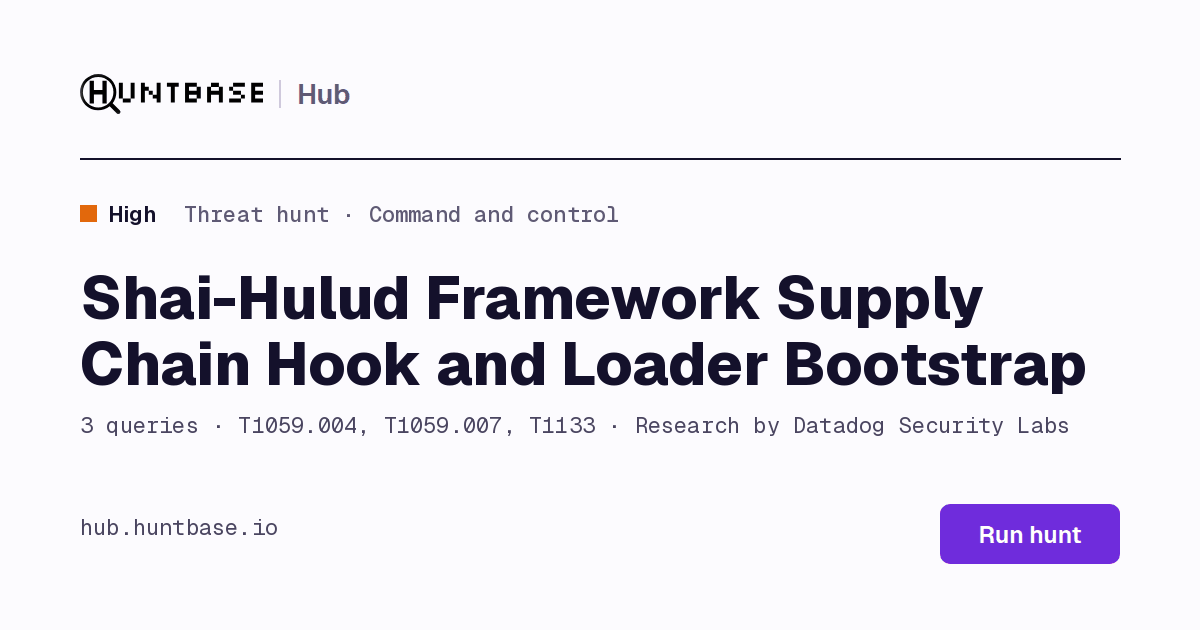 HUNTBASE Hub
High Threat hunt · Command and control
Shai-Hulud Framework Supply
Chain Hook and Loader Bootstrap
3 queries · T1059.004, T1059.007, T1133 · Research by Datadog Security Labs
hub.huntbase.io
Run hunt